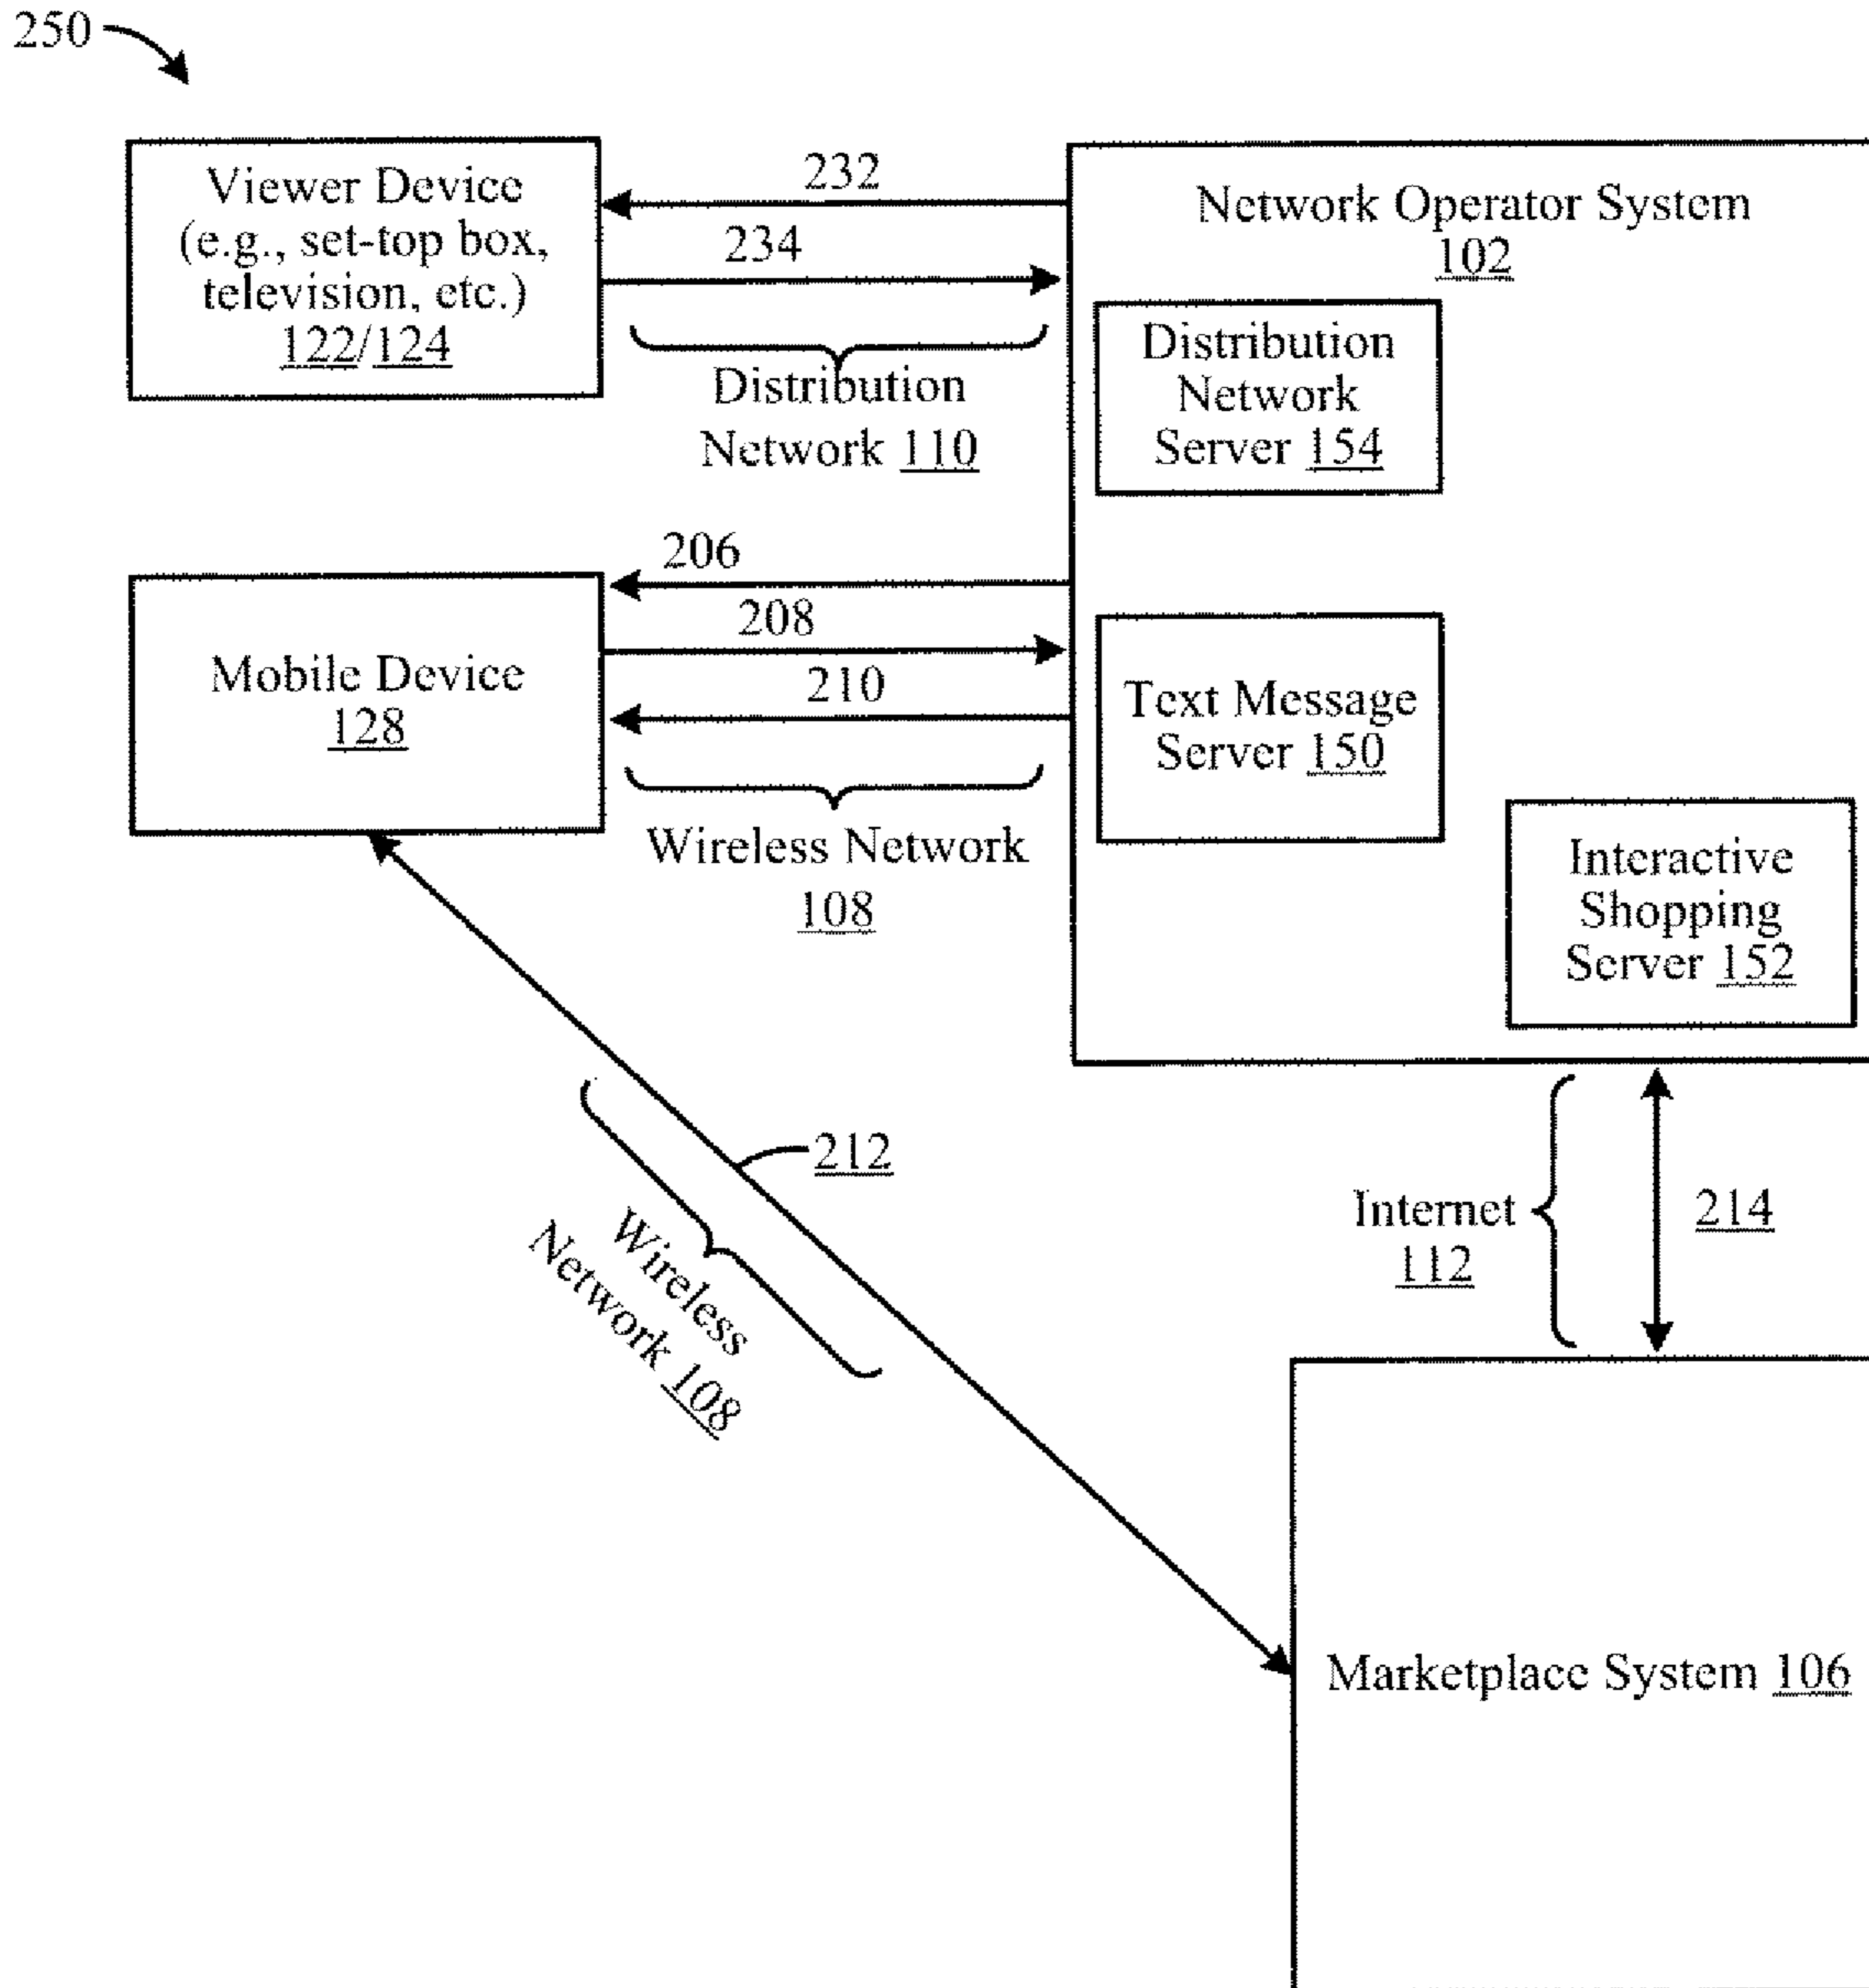 250
Viewer Device
(e.g., set-top box,
television, etc.)
122/124
232
234
Distribution
Network 110
Network Operator System
102
Distribution
Network
Server 154
206
208
210
Mobile Device
128
Wireless Network
108
Text Message
Server 150
Interactive
Shopping
Server 152
212
Wireless
Network 108
Internet
112
214
Marketplace System 106